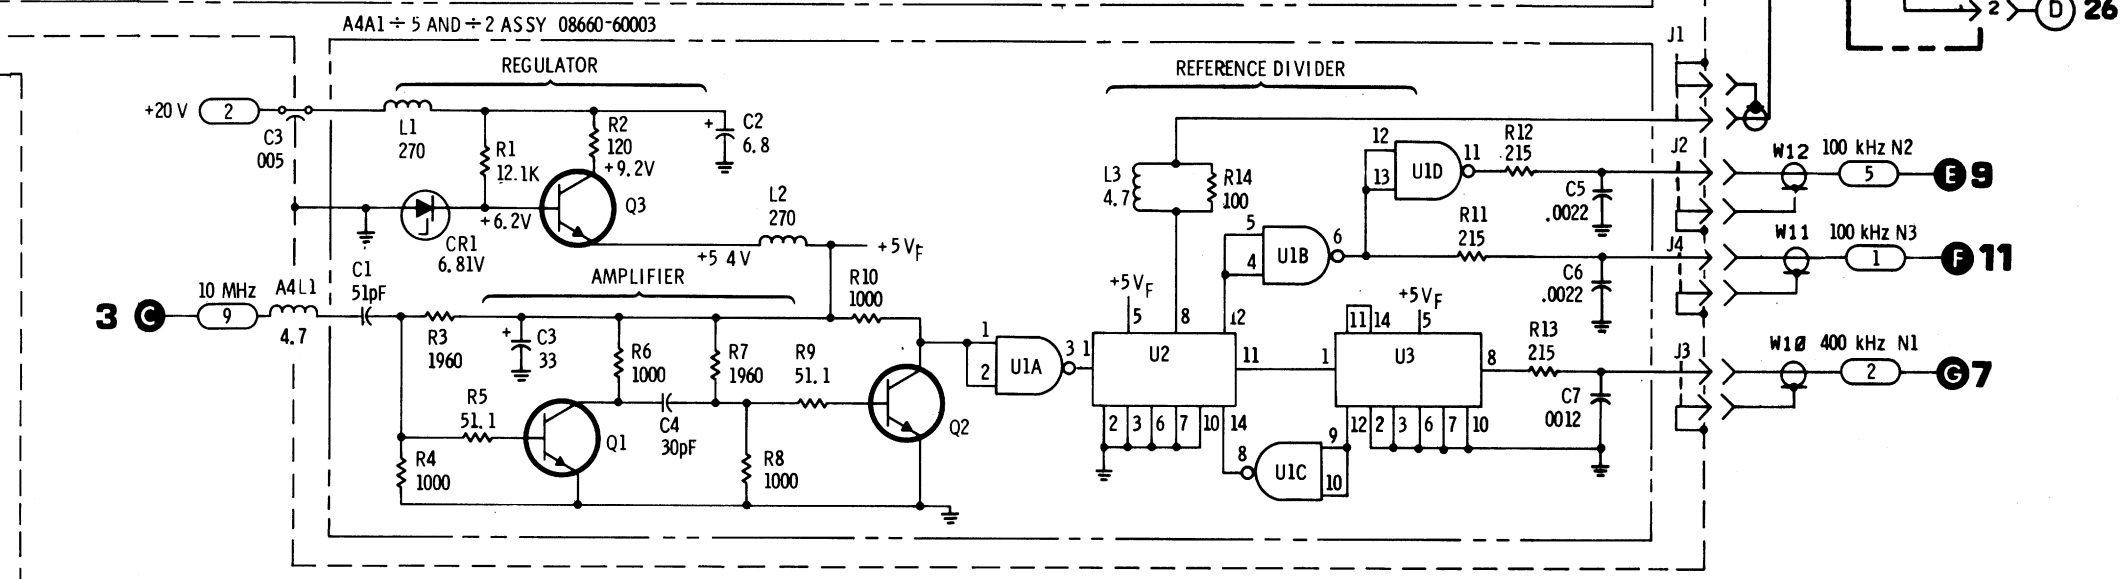 A4A1 ÷ 5 AND ÷ 2 ASSY 08660-60003
2
D
26
J1
REGULATOR
REFERENCE DIVIDER
+20 V
2
C3
005
L1
270
R1
12.1K
R2
120
+9.2V
+
C2
6.8
Q3
+6.2V
CR1
6.81V
L2
270
+5 4V
+5VF
L3
4.7
R14
100
12
13
U1D
11
R12
215
J2
C5
.0022
W12
100 kHz N2
5
E
9
5
4
U1B
6
R11
215
J4
C6
.0022
W11
100 kHz N3
1
F
11
3
C
10 MHz
9
A4L1
4.7
C1
51pF
AMPLIFIER
R3
1960
+
C3
33
R6
1000
R7
1960
R9
51.1
R10
1000
R5
51.1
Q1
C4
30pF
R4
1000
R8
1000
Q2
1
2
U1A
3
1
+5VF
5
8
12
U2
11
2
3
6
7
10
14
8
U1C
9
10
11
14
+5VF
5
1
U3
8
12
2
3
6
7
10
R13
215
C7
0012
J3
W10
400 kHz N1
2
G
7